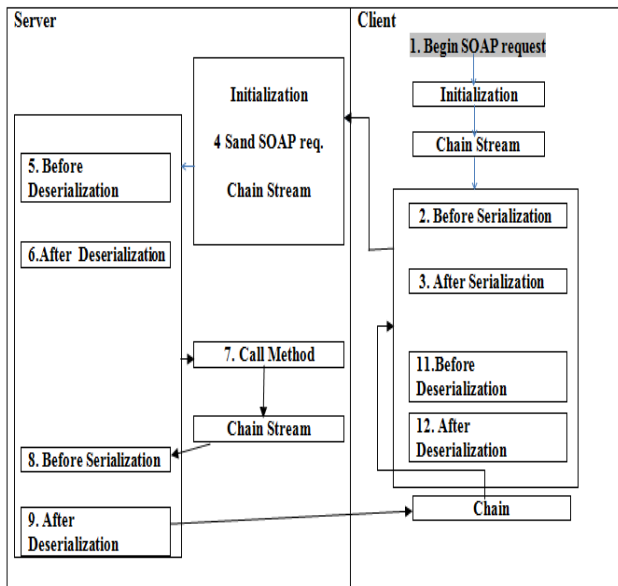 Server
Client
1. Begin SOAP request
Initialization
Chain Stream
2. Before Serialization
3. After Serialization
11.Before
Deserialization
12. After
Deserialization
Chain
Initialization
4 Sand SOAP req.
Chain Stream
5. Before
Deserialization
6.After Deserialization
7. Call Method
Chain Stream
8. Before Serialization
9. After
Deserialization